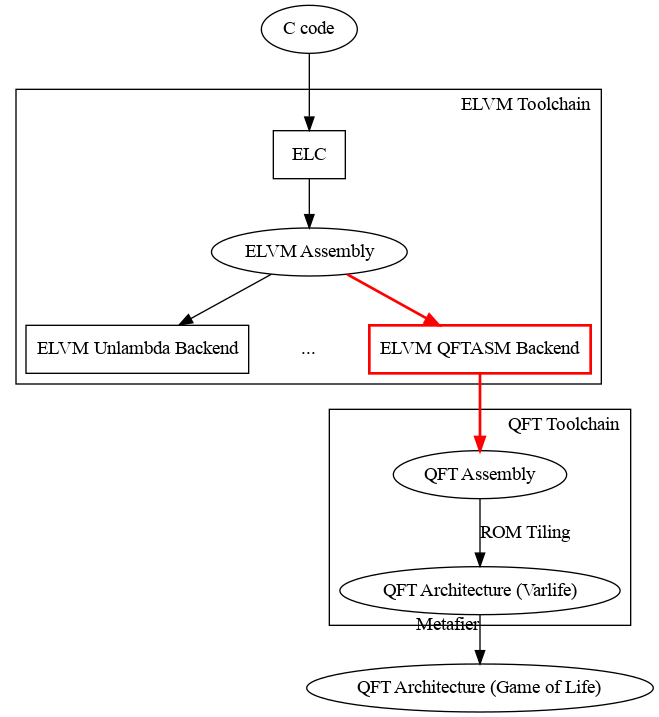 C code
ELVM Toolchain
ELC
ELVM Assembly
ELVM Unlambda Backend
...
ELVM QFTASM Backend
QFT Toolchain
QFT Assembly
ROM Tiling
QFT Architecture (Varlife)
Metafier
QFT Architecture (Game of Life)